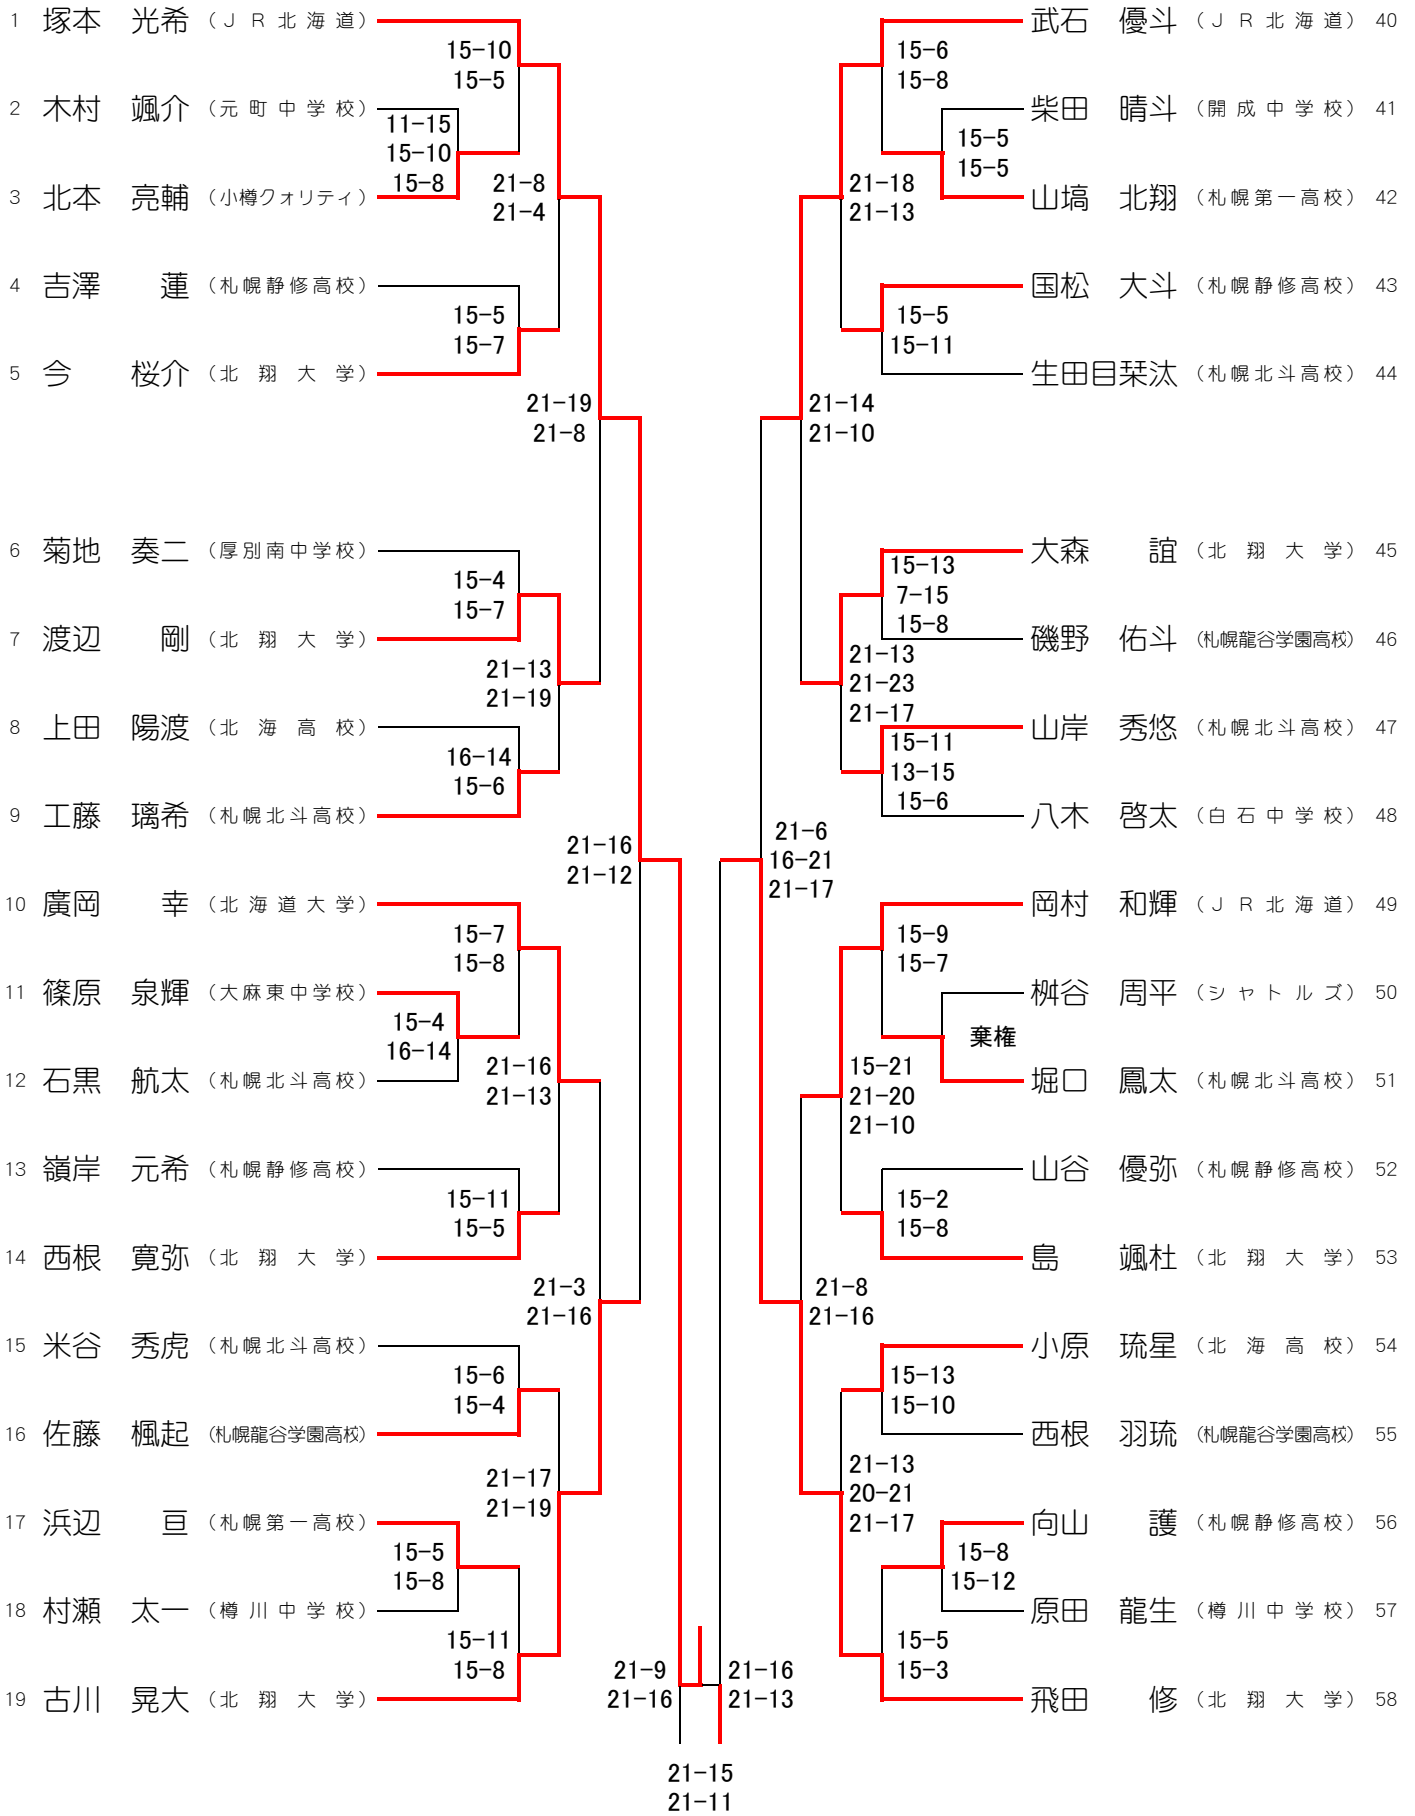 1 塚本 光希 (ＪＲ北海道)
15-10
15-5
2 木村 颯介 (元町中学校)
11-15
15-10
15-8
3 北本 亮輔 (小樽クォリティ)
21-8
21-4
4 吉澤 蓮 (札幌静修高校)
15-5
15-7
5 今 桜介 (北翔大学)
21-19
21-8
6 菊地 奏二 (厚別南中学校)
15-4
15-7
7 渡辺 剛 (北翔大学)
21-13
21-19
8 上田 陽渡 (北海高校)
16-14
15-6
9 工藤 璃希 (札幌北斗高校)
21-16
21-12
10 廣岡 幸 (北海道大学)
15-7
15-8
11 篠原 泉輝 (大麻東中学校)
15-4
16-14
12 石黒 航太 (札幌北斗高校)
21-16
21-13
13 嶺岸 元希 (札幌静修高校)
15-11
15-5
14 西根 寛弥 (北翔大学)
21-3
21-16
15 米谷 秀虎 (札幌北斗高校)
15-6
15-4
16 佐藤 楓起 (札幌龍谷学園高校)
21-17
21-19
17 浜辺 亘 (札幌第一高校)
15-5
15-8
18 村瀬 太一 (樽川中学校)
15-11
15-8
19 古川 晃大 (北翔大学)
21-9
21-16
武石 優斗 (ＪＲ北海道) 40
15-6
15-8
柴田 晴斗 (開成中学校) 41
15-5
15-5
山塙 北翔 (札幌第一高校) 42
21-18
21-13
国松 大斗 (札幌静修高校) 43
15-5
15-11
生田目栞汰 (札幌北斗高校) 44
21-14
21-10
大森 誼 (北翔大学) 45
15-13
7-15
15-8
磯野 佑斗 (札幌龍谷学園高校) 46
21-13
21-23
21-17
山岸 秀悠 (札幌北斗高校) 47
15-11
13-15
15-6
八木 啓太 (白石中学校) 48
21-6
16-21
21-17
岡村 和輝 (ＪＲ北海道) 49
15-9
15-7
桝谷 周平 (シャトルズ) 50
棄権
堀口 鳳太 (札幌北斗高校) 51
15-21
21-20
21-10
山谷 優弥 (札幌静修高校) 52
15-2
15-8
島 颯杜 (北翔大学) 53
21-8
21-16
小原 琉星 (北海高校) 54
15-13
15-10
西根 羽琉 (札幌龍谷学園高校) 55
21-13
20-21
21-17
向山 護 (札幌静修高校) 56
15-8
15-12
原田 龍生 (樽川中学校) 57
15-5
15-3
飛田 修 (北翔大学) 58
21-16
21-13
21-15
21-11